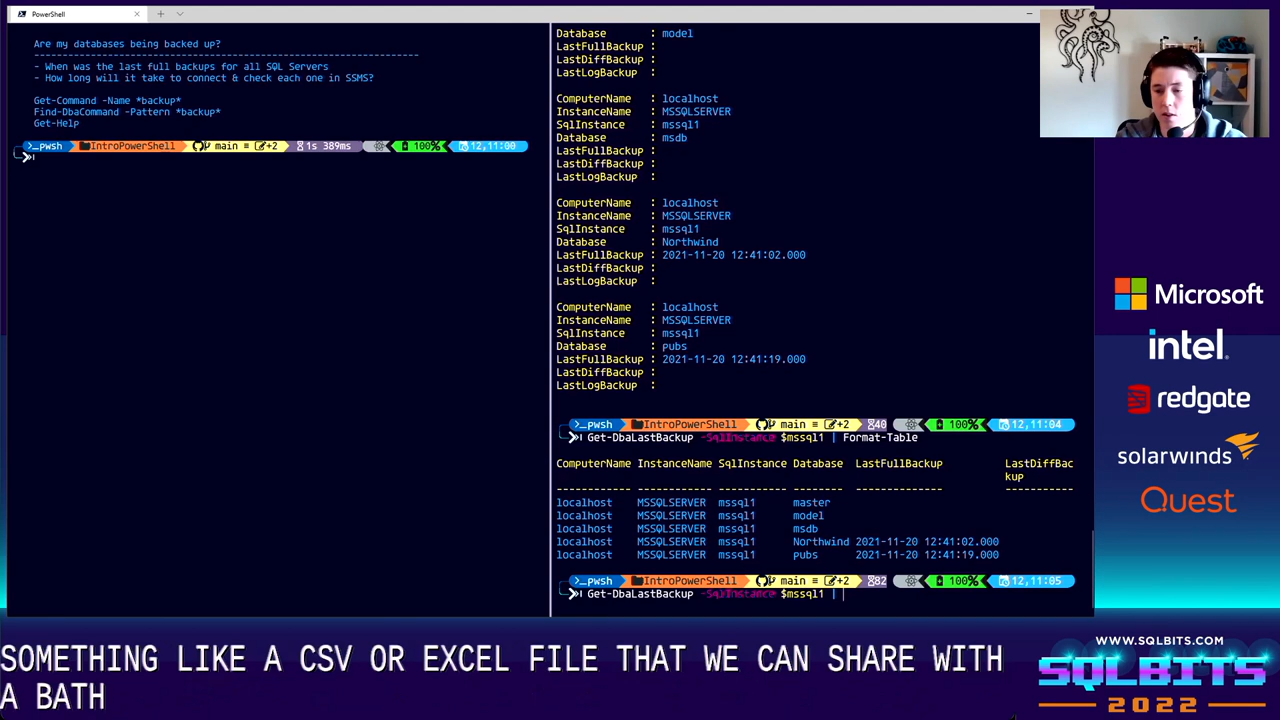 PowerShell
Are my databases being backed up?
- When was the last full backups for all SQL Servers
- How long will it take to connect & check each one in SSMS?
Get-Command -Name *backup*
Find-DbaCommand -Pattern *backup*
Get-Help
>_pwsh IntroPowerShell main ≡ +2 1s 389ms 100% 12,11:00
Database : model
LastFullBackup :
LastDiffBackup :
LastLogBackup :
ComputerName : localhost
InstanceName : MSSQLSERVER
SqlInstance : mssql1
Database : msdb
LastFullBackup :
LastDiffBackup :
LastLogBackup :
ComputerName : localhost
InstanceName : MSSQLSERVER
SqlInstance : mssql1
Database : Northwind
LastFullBackup : 2021-11-20 12:41:02.000
LastDiffBackup :
LastLogBackup :
ComputerName : localhost
InstanceName : MSSQLSERVER
SqlInstance : mssql1
Database : pubs
LastFullBackup : 2021-11-20 12:41:19.000
LastDiffBackup :
LastLogBackup :
>_pwsh IntroPowerShell main ≡ +2 40 100% 12,11:04
Get-DbaLastBackup -SqlInstance $mssql1 | Format-Table
ComputerName InstanceName SqlInstance Database LastFullBackup LastDiffBac
kup
------------ ------------ ----------- -------- -------------- -----------
localhost MSSQLSERVER mssql1 master
localhost MSSQLSERVER mssql1 model
localhost MSSQLSERVER mssql1 msdb
localhost MSSQLSERVER mssql1 Northwind 2021-11-20 12:41:02.000
localhost MSSQLSERVER mssql1 pubs 2021-11-20 12:41:19.000
>_pwsh IntroPowerShell main ≡ +2 82 100% 12,11:05
Get-DbaLastBackup -SqlInstance $mssql1 |
Microsoft
intel.
redgate
solarwinds
Quest
WWW.SQLBITS.COM
SQLBITS
2022
SOMETHING LIKE A CSV OR EXCEL FILE THAT WE CAN SHARE WITH
A BATH